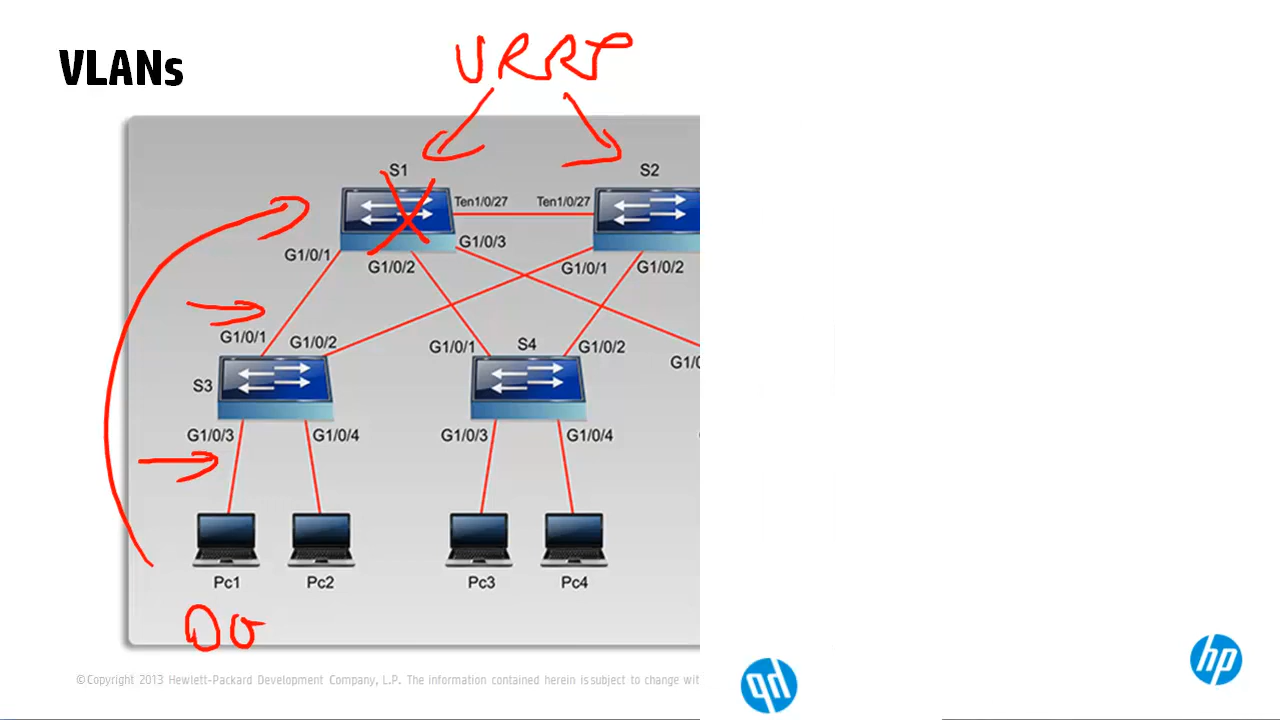 VRRP
VLANs
S1
S2
Ten1/0/27
Ten1/0/27
G1/0/3
G1/0/1
G1/0/2
G1/0/1
G1/0/2
G1/0/1
G1/0/2
G1/0/1
S4
G1/0/2
S3
G1/0/3
G1/0/4
G1/0/3
G1/0/4
Pc1
Pc2
Pc3
Pc4
©Copyright 2013 Hewlett-Packard Development Company, L.P. The information contained herein is subject to change wit
hp